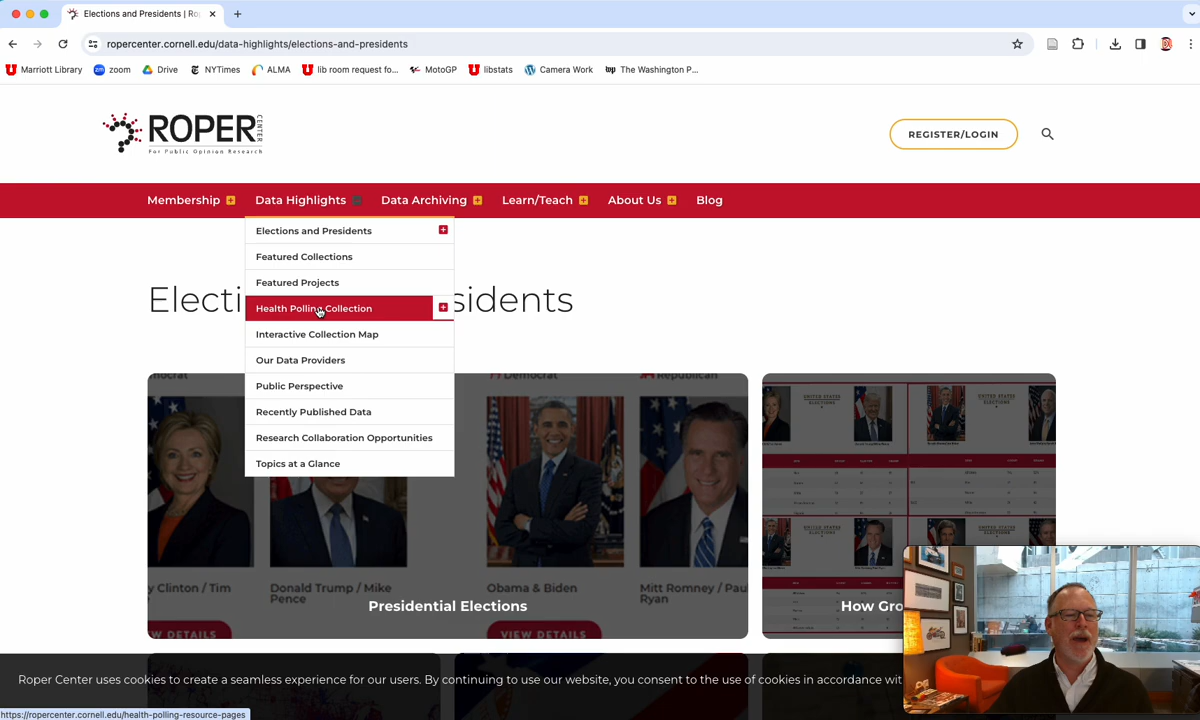 Elections and Presidents | Ro
ropercenter.cornell.edu/data-highlights/elections-and-presidents
Marriott Library
zoom
Drive
NYTimes
ALMA
lib room request fo...
MotoGP
libstats
Camera Work
The Washington P...
ROPER CENTER
For Public Opinion Research
REGISTER/LOGIN
Membership
Data Highlights
Data Archiving
Learn/Teach
About Us
Blog
Elections and Presidents
Featured Collections
Featured Projects
Health Polling Collection
Interactive Collection Map
Our Data Providers
Public Perspective
Recently Published Data
Research Collaboration Opportunities
Topics at a Glance
Electi sidents
Republican
UNITED STATES
ELECTIONS
UNITED STATES
ELECTIONS
y Clinton / Tim
Donald Trump / Mike
Pence
Obama & Biden
Mitt Romney / Paul
Ryan
Presidential Elections
How Gro
W DETAILS
VIEW DETAILS
Roper Center uses cookies to create a seamless experience for our users. By continuing to use our website, you consent to the use of cookies in accordance wit
https://ropercenter.cornell.edu/health-polling-resource-pages